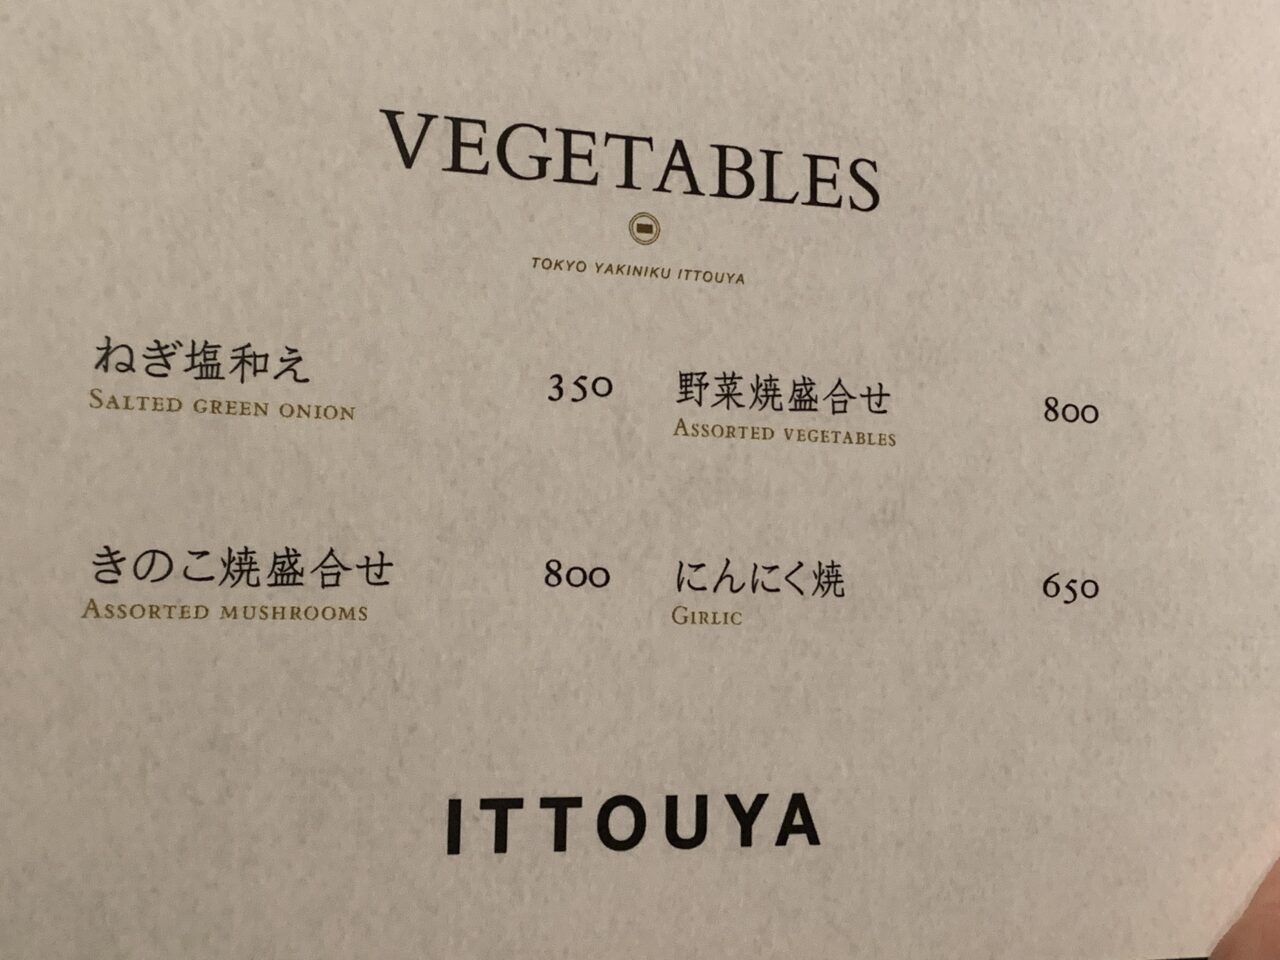 VEGETABLES
TOKYO YAKINIKU ITTOUYA
ねぎ塩和え 350
SALTED GREEN ONION
野菜焼盛合せ 800
ASSORTED VEGETABLES
きのこ焼盛合せ 800
ASSORTED MUSHROOMS
にんにく焼 650
GIRLIC
ITTOUYA